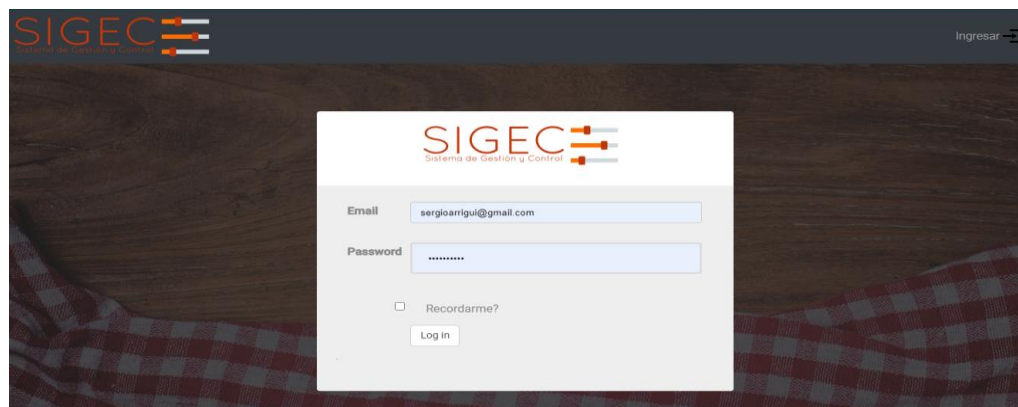 SIGEC
Sistema de Gestión y Control
Ingresar
SIGEC
Sistema de Gestión y Control
Email
sergioarrigui@gmail.com
Password
••••••••••
Recordarme?
Log in